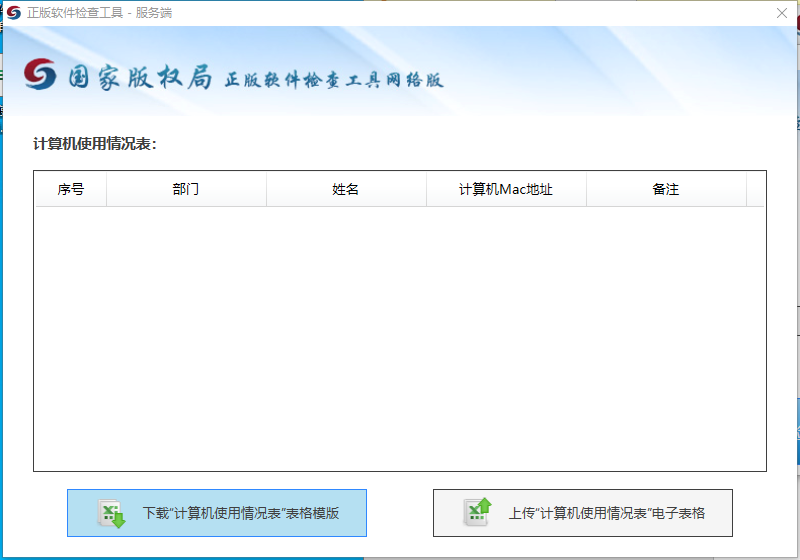 正版软件检查工具 - 服务端
国家版权局 正版软件检查工具网络版
计算机使用情况表:
序号 部门 姓名 计算机Mac地址 备注
下载“计算机使用情况表”表格模版 上传“计算机使用情况表”电子表格